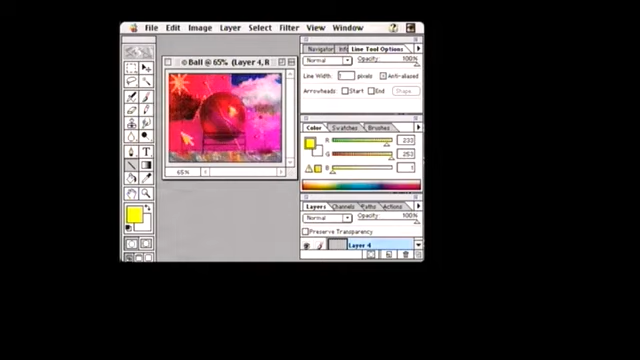 File Edit Image Layer Select Filter View Window
Ball @ 65% (Layer 4, R
65%
Navigator Info Line Tool Options
Normal Opacity 100%
Line Width: 1 pixels Anti-aliased
Arrowheads: Start End Shape...
Color Swatches Brushes
R 233
G 253
B 1
Layers Channels Paths Actions
Normal Opacity 100%
Preserve Transparency
Layer 4